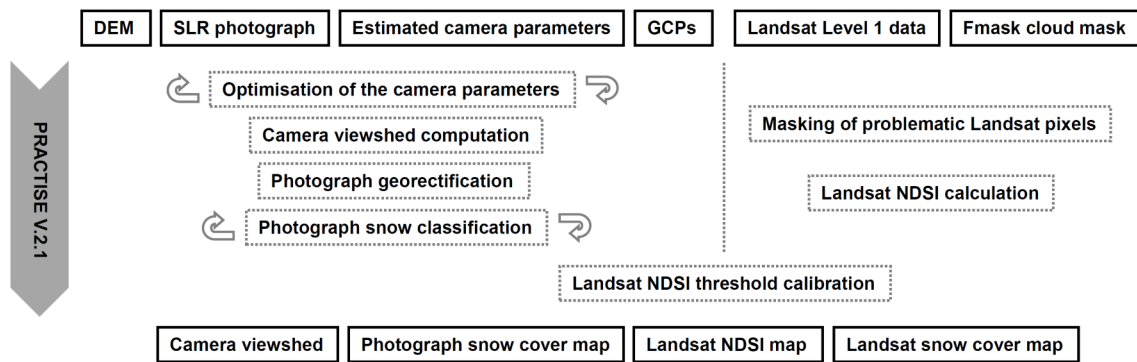 DEM
SLR photograph
Estimated camera parameters
GCPs
Landsat Level 1 data
Fmask cloud mask
PRACTISE V.2.1
Optimisation of the camera parameters
Camera viewshed computation
Photograph georectification
Photograph snow classification
Masking of problematic Landsat pixels
Landsat NDSI calculation
Landsat NDSI threshold calibration
Camera viewshed
Photograph snow cover map
Landsat NDSI map
Landsat snow cover map